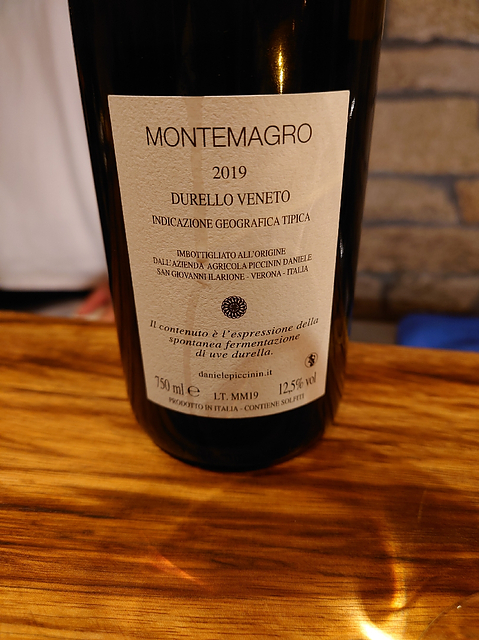 MONTEMAGRO
2019
DURELLO VENETO
INDICAZIONE GEOGRAFICA TIPICA
IMBOTTIGLIATO ALL'ORIGINE
DALL'AZIENDA AGRICOLA PICCININ DANIELE
SAN GIOVANNI ILARIONE - VERONA - ITALIA
Il contenuto è l'espressione della
spontanea fermentazione
di uve durella.
danielepiccinin.it
750 ml ℮ LT. MM19 12,5% vol
PRODOTTO IN ITALIA - CONTIENE SOLFITI